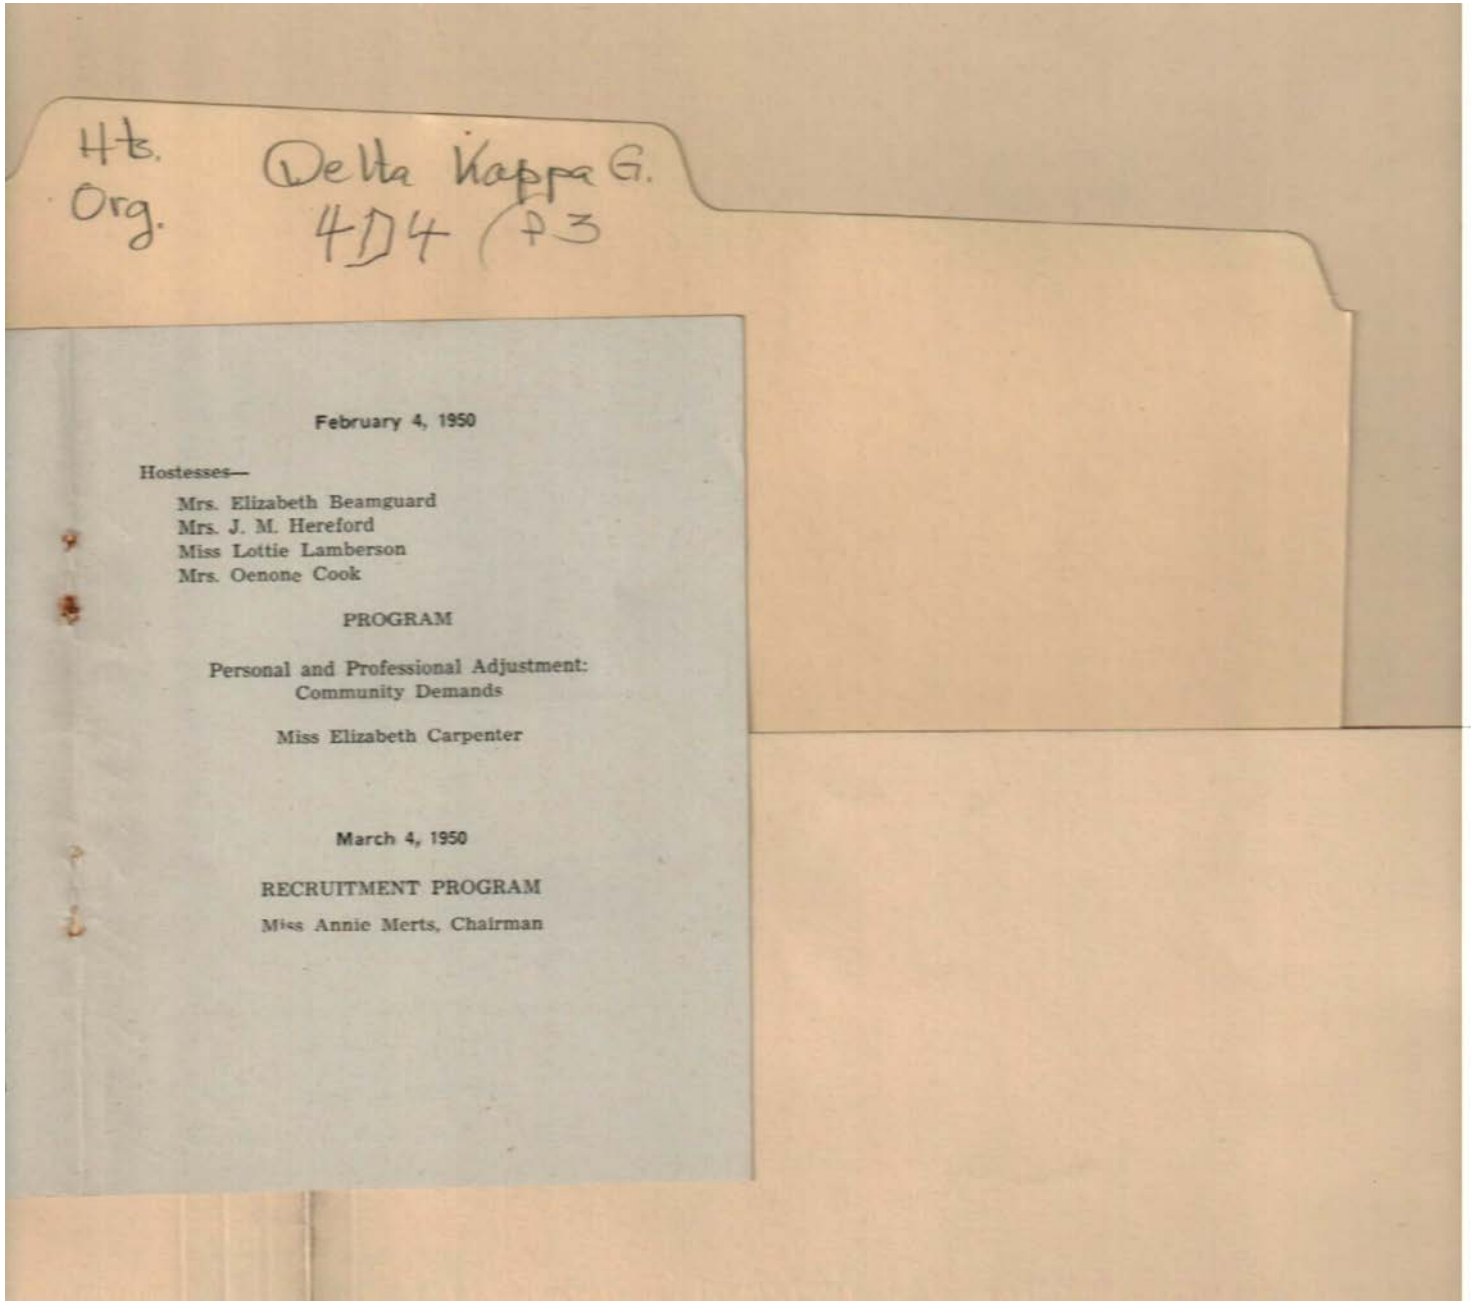 Hts. Delta Kappa G.
Org. 4D4 (P3
February 4, 1950
Hostesses—
Mrs. Elizabeth Beamguard
Mrs. J. M. Hereford
Miss Lottie Lamberson
Mrs. Oenone Cook
PROGRAM
Personal and Professional Adjustment:
Community Demands
Miss Elizabeth Carpenter
March 4, 1950
RECRUITMENT PROGRAM
Miss Annie Merts, Chairman